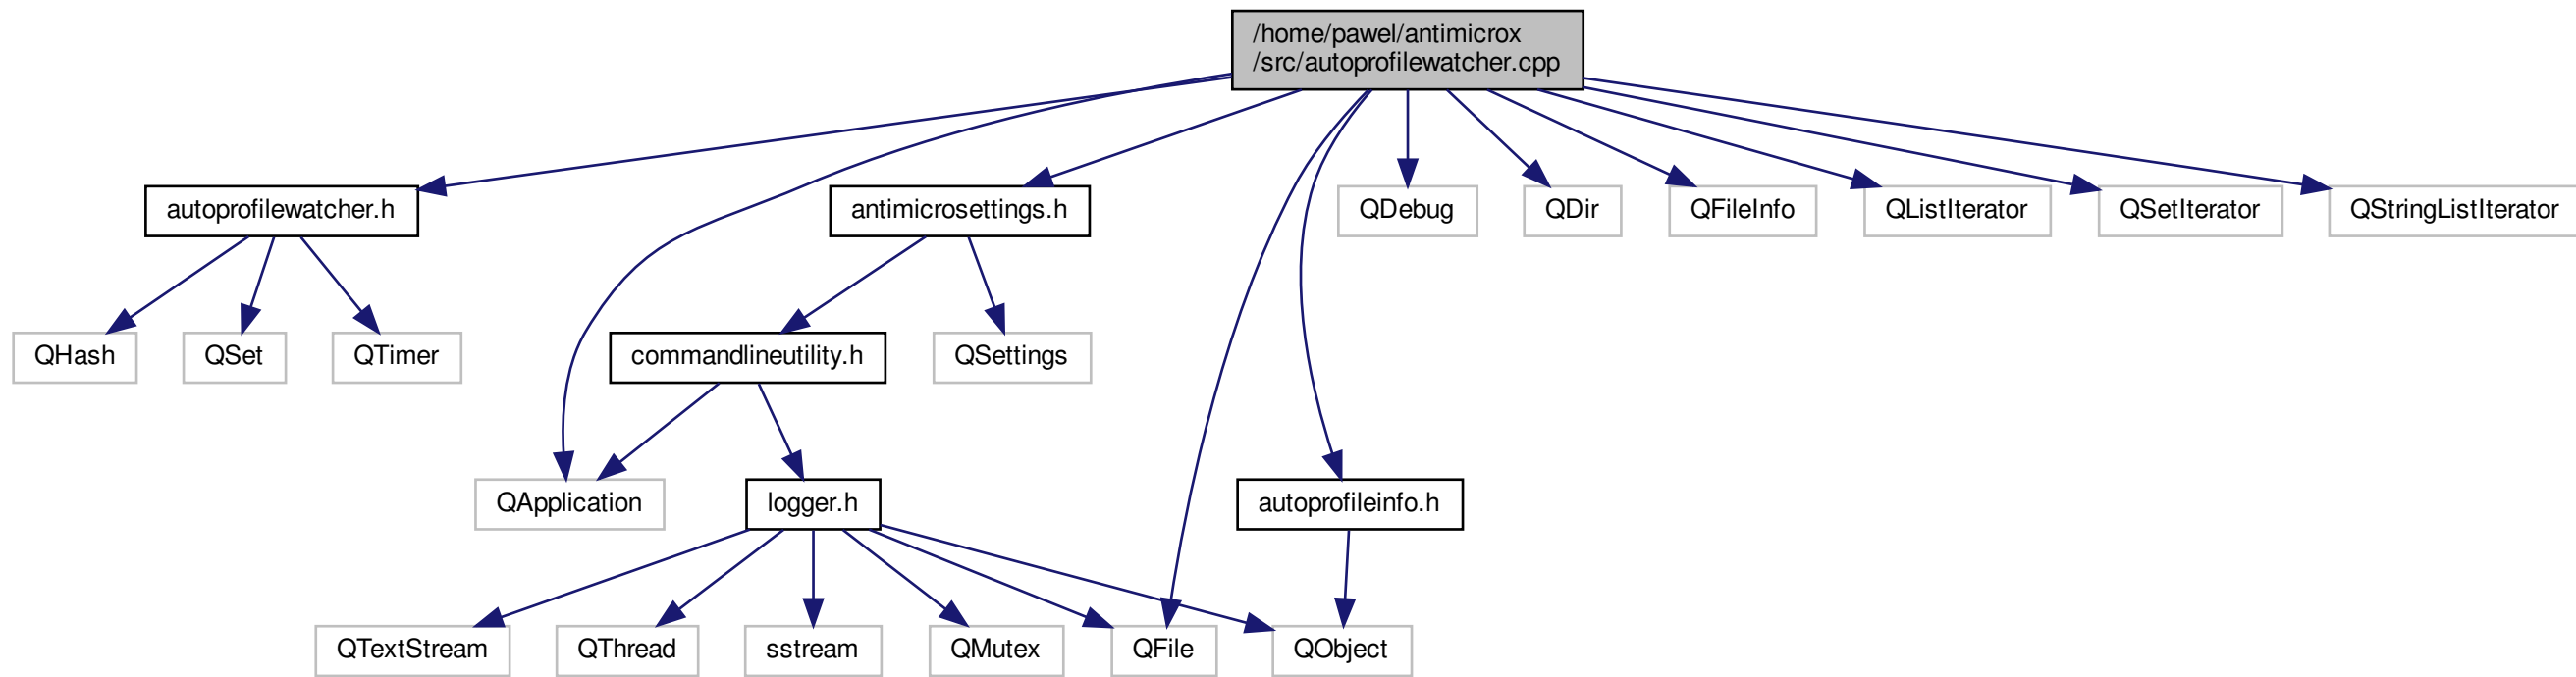 /home/pawel/antimicrox
/src/autoprofilewatcher.cpp
autoprofilewatcher.h
antimicrosettings.h
QDebug
QDir
QFileInfo
QListIterator
QSetIterator
QStringListIterator
QHash
QSet
QTimer
commandlineutility.h
QSettings
QApplication
logger.h
autoprofileinfo.h
QTextStream
QThread
sstream
QMutex
QFile
QObject